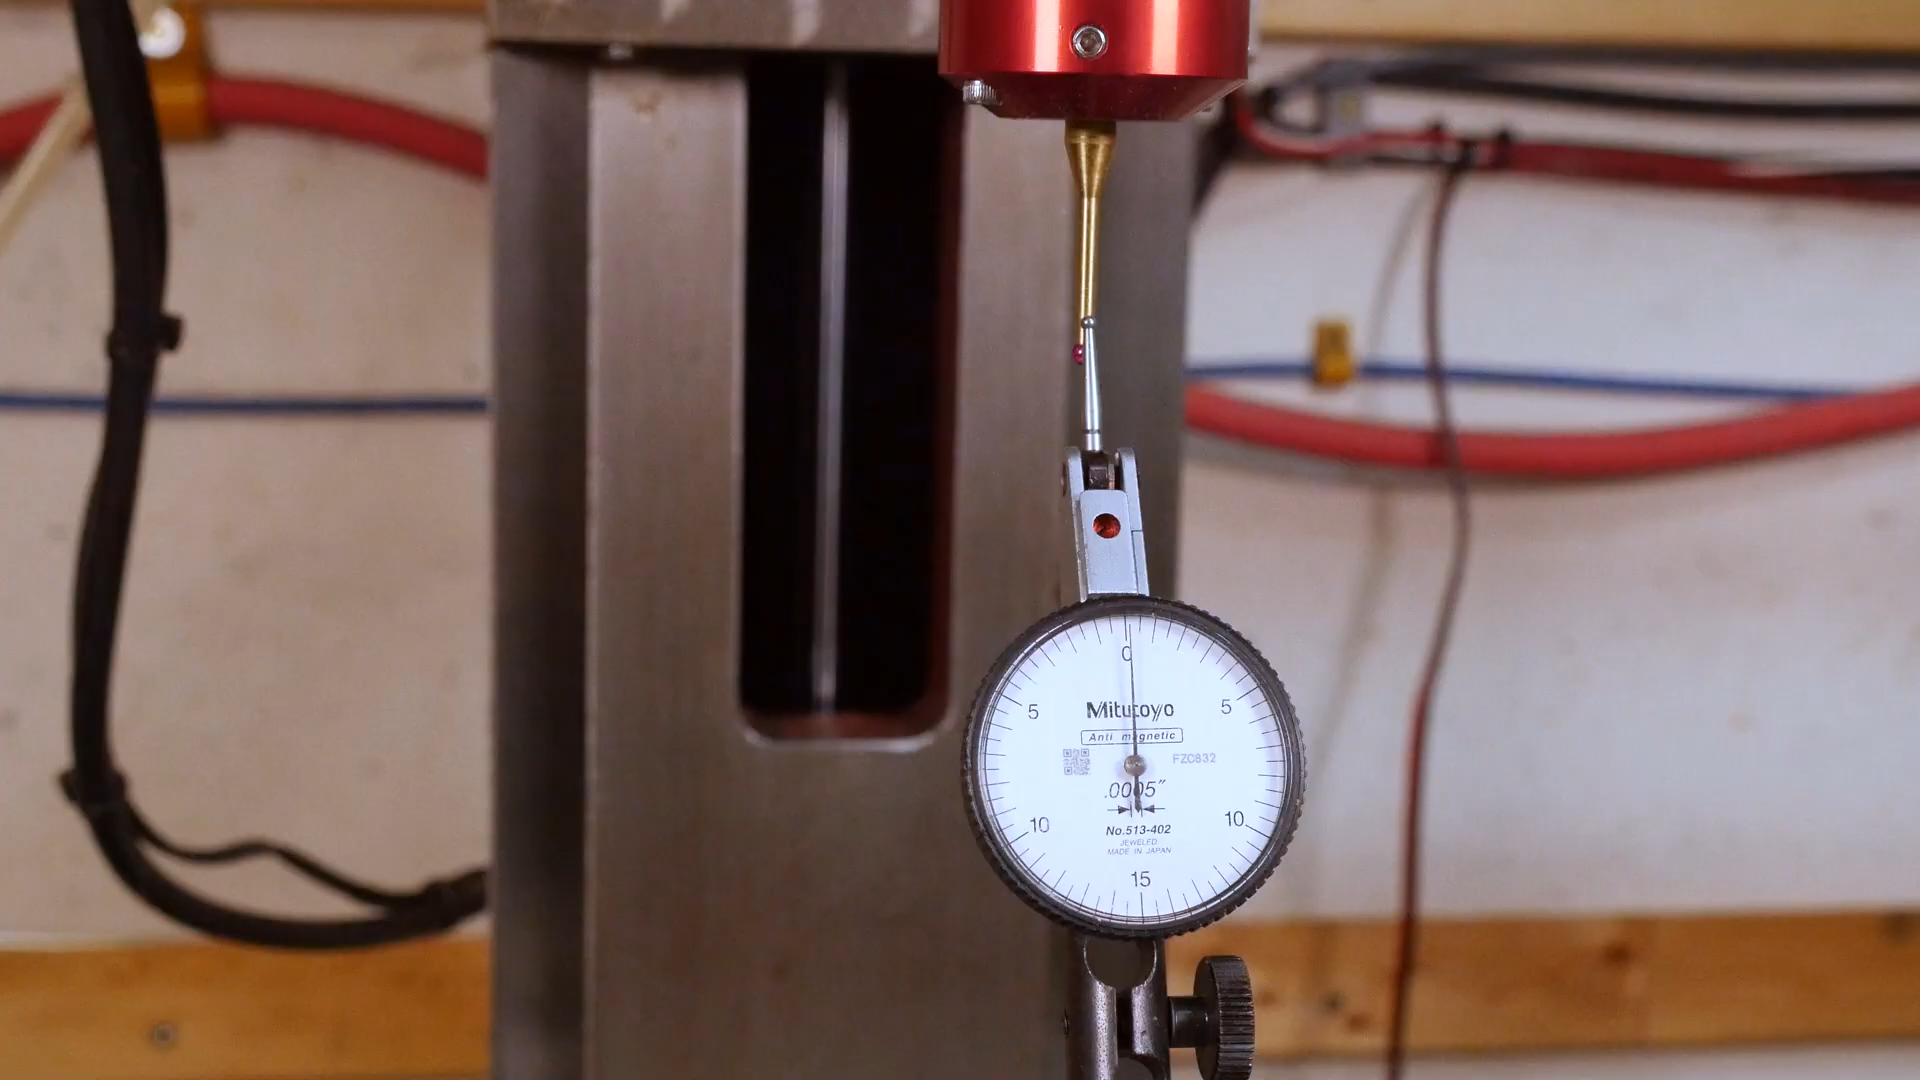 0
5 Mitutoyo 5
Anti magnetic
FZC832
.0005"
10 10
No.513-402
JEWELED
MADE IN JAPAN
15